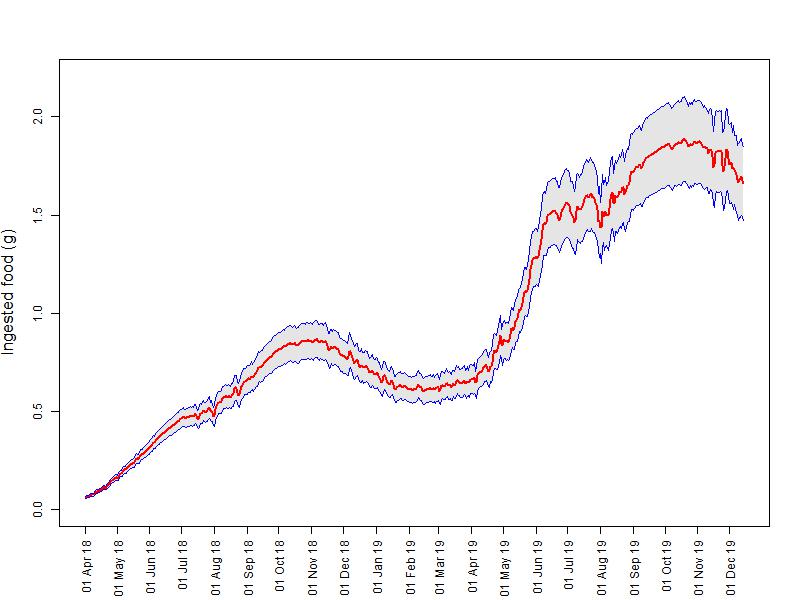 Ingested food (g)
2.0
1.5
1.0
0.5
0.0
01 Apr 18
01 May 18
01 Jun 18
01 Jul 18
01 Aug 18
01 Sep 18
01 Oct 18
01 Nov 18
01 Dec 18
01 Jan 19
01 Feb 19
01 Mar 19
01 Apr 19
01 May 19
01 Jun 19
01 Jul 19
01 Aug 19
01 Sep 19
01 Oct 19
01 Nov 19
01 Dec 19